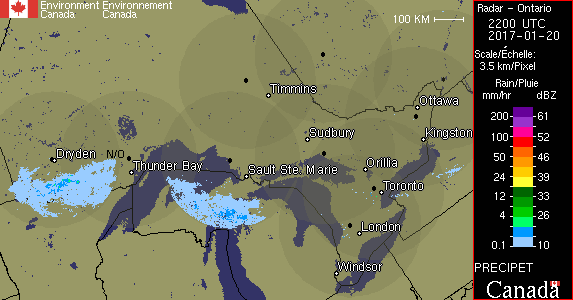 Environment Environnement
Canada Canada
100 KM
Timmins
Ottawa
Sudbury
Kingston
Dryden
N/O
Thunder Bay
Sault Ste. Marie
Orillia
Toronto
London
Windsor
Radar - Ontario
2200 UTC
2017-01-20
Scale/Échelle:
3.5 km/Pixel
Rain/Pluie
mm/hr dBZ
200 61
100 52
50 46
24 39
12 33
4 26
1 18
0.1 10
PRECIPET
Canada